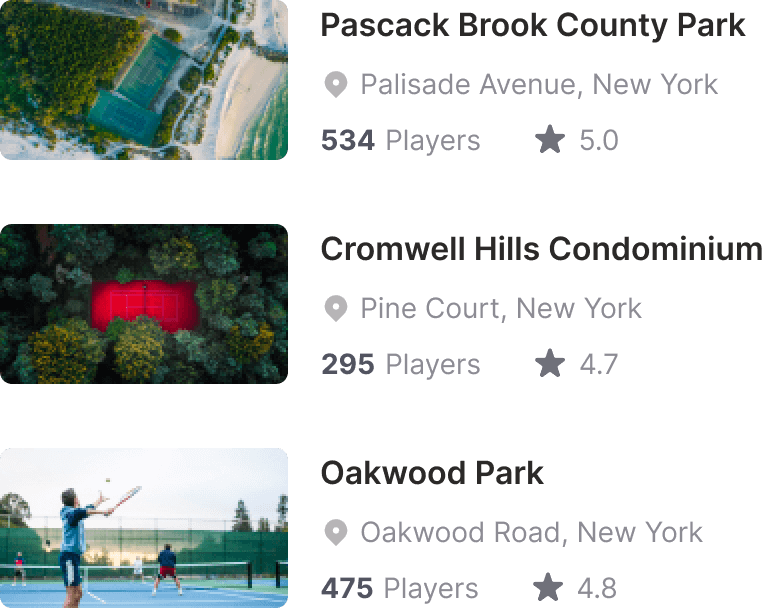 Pascack Brook County Park
Palisade Avenue, New York
534 Players 5.0
Cromwell Hills Condominium
Pine Court, New York
295 Players 4.7
Oakwood Park
Oakwood Road, New York
475 Players 4.8